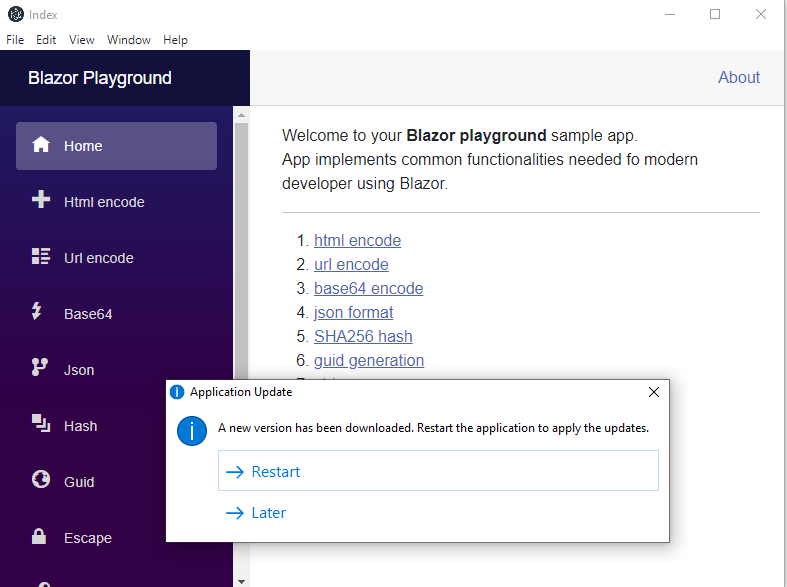 Index
File Edit View Window Help
Blazor Playground
About
Home
Html encode
Url encode
Base64
Json
Hash
Guid
Escape
Welcome to your Blazor playground sample app.
App implements common functionalities needed fo modern
developer using Blazor.
1. html encode
2. url encode
3. base64 encode
4. json format
5. SHA256 hash
6. guid generation
Application Update
A new version has been downloaded. Restart the application to apply the updates.
Restart
Later